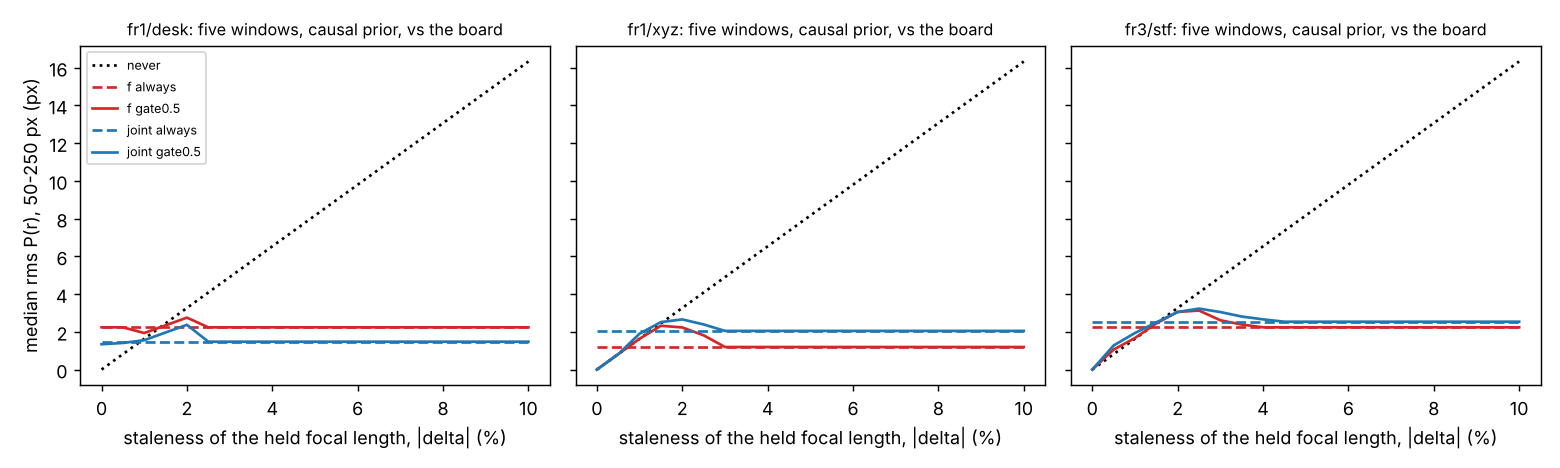 fr1/desk: five windows, causal prior, vs the board
fr1/xyz: five windows, causal prior, vs the board
fr3/stf: five windows, causal prior, vs the board
median rms P(r), 50-250 px (px)
16
14
12
10
8
6
4
2
0
never
f always
f gate0.5
joint always
joint gate0.5
0 2 4 6 8 10
0 2 4 6 8 10
0 2 4 6 8 10
staleness of the held focal length, |delta| (%)
staleness of the held focal length, |delta| (%)
staleness of the held focal length, |delta| (%)